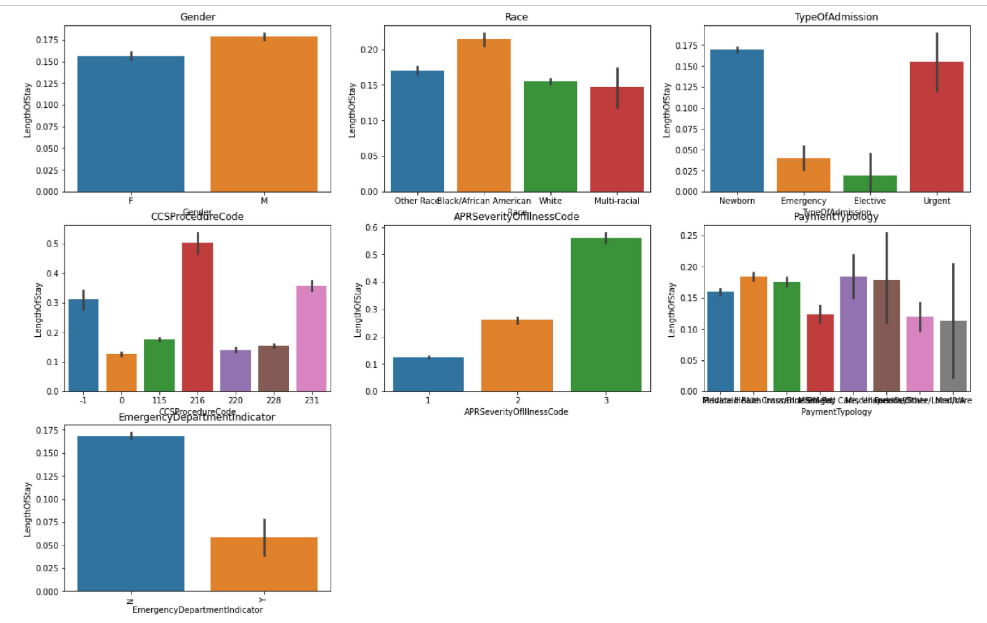 Gender
0.175
0.150
0.125
0.100
0.075
0.050
0.025
0.000
LengthOfStay
F M
Gender
Race
0.20
0.15
0.10
0.05
0.00
LengthOfStay
Other Race Black/African American White Multi-racial
Race
TypeOfAdmission
0.175
0.150
0.125
0.100
0.075
0.050
0.025
0.000
LengthOfStay
Newborn Emergency Elective Urgent
TypeOfAdmission
CCSProcedureCode
0.5
0.4
0.3
0.2
0.1
0.0
LengthOfStay
-1 0 115 216 220 228 231
CCSProcedureCode
APRSeverityOfIllnessCode
0.6
0.5
0.4
0.3
0.2
0.1
0.0
LengthOfStay
1 2 3
APRSeverityOfIllnessCode
PaymentTypology
0.25
0.20
0.15
0.10
0.05
0.00
LengthOfStay
PaymentTypology
EmergencyDepartmentIndicator
0.175
0.150
0.125
0.100
0.075
0.050
0.025
0.000
LengthOfStay
N Y
EmergencyDepartmentIndicator